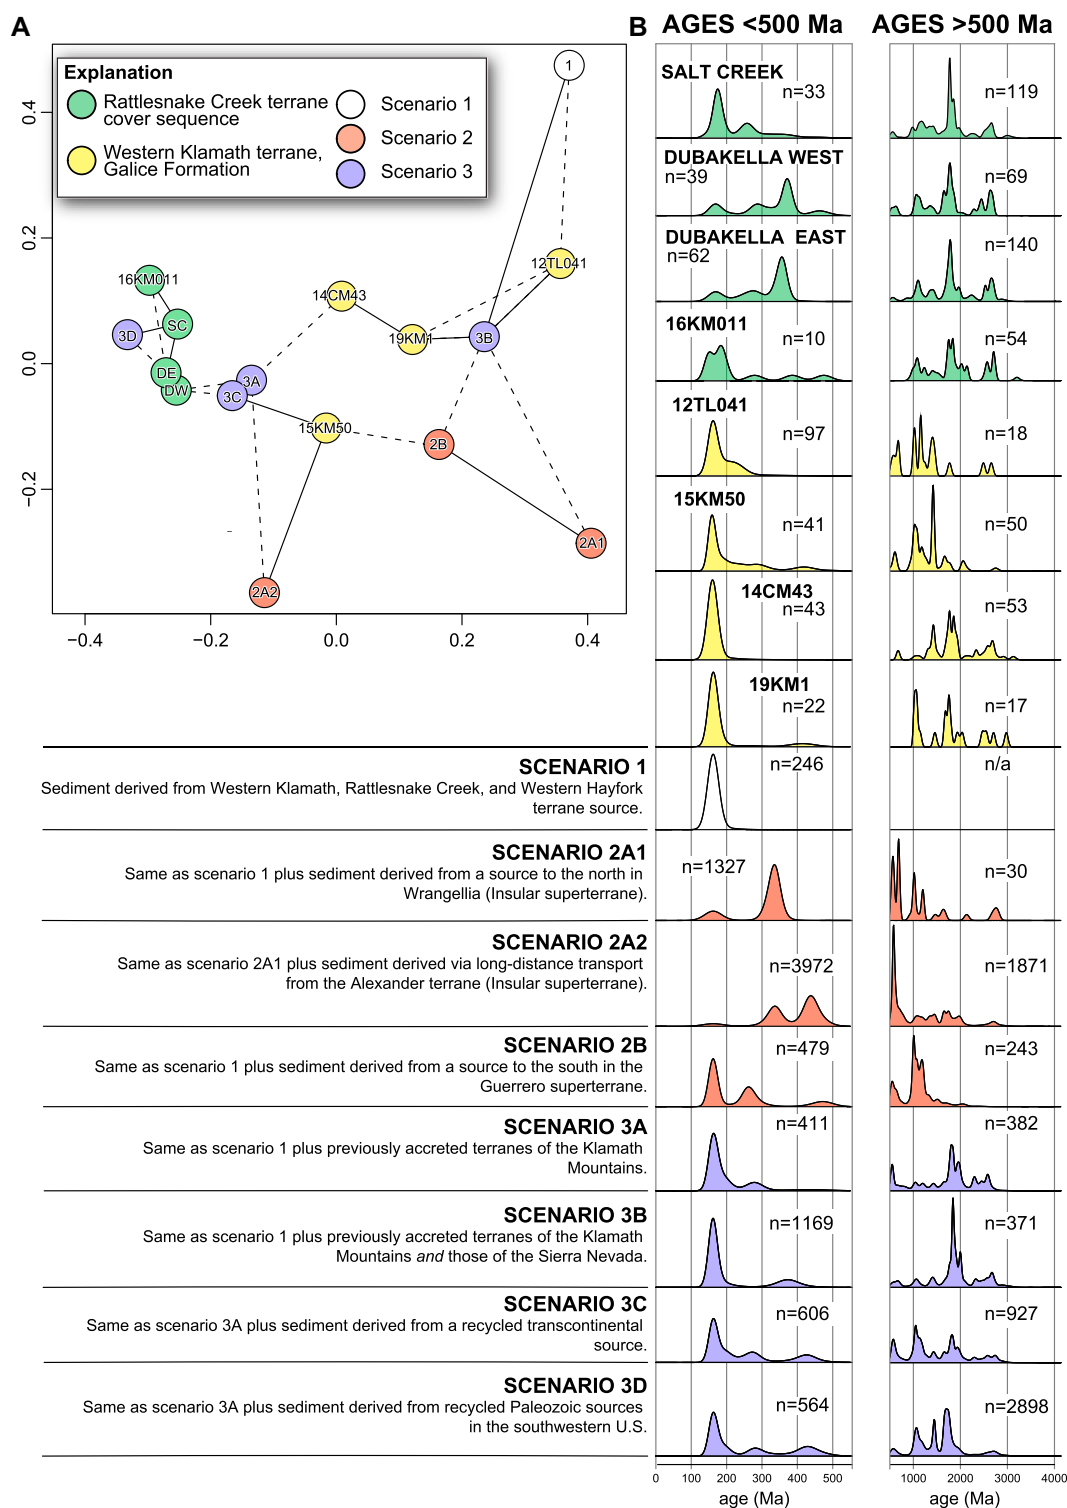 A
Explanation
Rattlesnake Creek terrane
cover sequence
Western Klamath terrane,
Galice Formation
Scenario 1
Scenario 2
Scenario 3
0.4
0.2
0.0
−0.2
−0.4
−0.2
0.0
0.2
0.4
1
12TL041
16KM011
14CM43
SC
3D
19KM1
3B
DE
DW
3A
3C
15KM50
2B
2A1
2A2
B
AGES <500 Ma
AGES >500 Ma
SALT CREEK
n=33
n=119
DUBAKELLA WEST
n=39
n=69
DUBAKELLA EAST
n=62
n=140
16KM011
n=10
n=54
12TL041
n=97
n=18
15KM50
n=41
n=50
14CM43
n=43
n=53
19KM1
n=22
n=17
SCENARIO 1
Sediment derived from Western Klamath, Rattlesnake Creek, and Western Hayfork
terrane source.
n=246
n/a
SCENARIO 2A1
Same as scenario 1 plus sediment derived from a source to the north in
Wrangellia (Insular superterrane).
n=1327
n=30
SCENARIO 2A2
Same as scenario 2A1 plus sediment derived via long-distance transport
from the Alexander terrane (Insular superterrane).
n=3972
n=1871
SCENARIO 2B
Same as scenario 1 plus sediment derived from a source to the south in the
Guerrero superterrane.
n=479
n=243
SCENARIO 3A
Same as scenario 1 plus previously accreted terranes of the Klamath
Mountains.
n=411
n=382
SCENARIO 3B
Same as scenario 1 plus previously accreted terranes of the Klamath
Mountains and those of the Sierra Nevada.
n=1169
n=371
SCENARIO 3C
Same as scenario 3A plus sediment derived from a recycled transcontinental
source.
n=606
n=927
SCENARIO 3D
Same as scenario 3A plus sediment derived from recycled Paleozoic sources
in the southwestern U.S.
n=564
n=2898
0 100 200 300 400 500
age (Ma)
1000 2000 3000 4000
age (Ma)